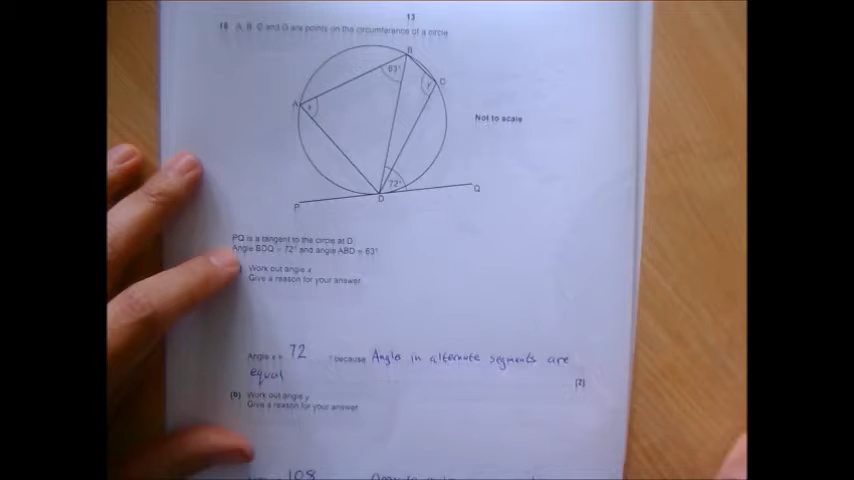 13
18 A, B, C and D are points on the circumference of a circle
B
63°
C
y
A
x
Not to scale
72°
Q
D
P
PQ is a tangent to the circle at D
Angle BDQ = 72° and angle ABD = 63°
Work out angle x
Give a reason for your answer
Angle x = 72 ° because Angles in alternate segments are
equal
[2]
(b) Work out angle y
Give a reason for your answer
108